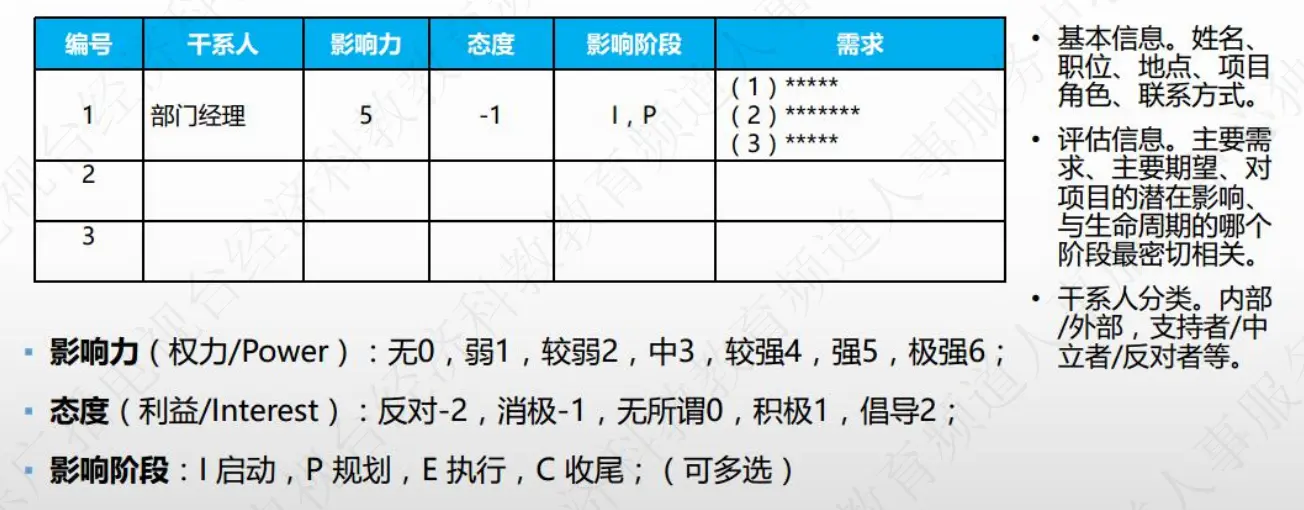 编号 干系人 影响力 态度 影响阶段 需求
1 部门经理 5 -1 I，P
（1）*****
（2）*******
（3）*****
2
3
• 基本信息。姓名、
职位、地点、项目
角色、联系方式。
• 评估信息。主要需
求、主要期望、对
项目的潜在影响、
与生命周期的哪个
阶段最密切相关。
• 干系人分类。内部
/外部，支持者/中
立者/反对者等。
▪ 影响力（权力/Power）：无0，弱1，较弱2，中3，较强4，强5，极强6；
▪ 态度（利益/Interest）：反对-2，消极-1，无所谓0，积极1，倡导2；
▪ 影响阶段：I 启动，P 规划，E 执行，C 收尾；（可多选）